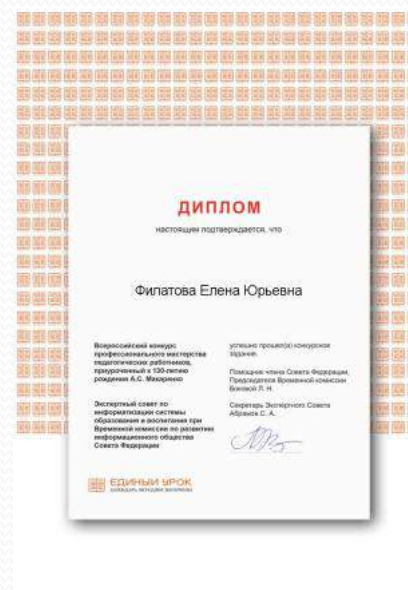 ДИПЛОМ
настоящим подтверждается, что
Филатова Елена Юрьевна
Всероссийский конкурс
профессионального мастерства
педагогических работников,
приуроченный к 130-летию
рождения А.С. Макаренко
успешно прошел(а) конкурсное
задание.
Помощник члена Совета Федерации,
Председателя Временной комиссии
Боковой Л. Н.
Экспертный совет по
информатизации системы
образования и воспитания при
Временной комиссии по развитию
информационного общества
Совета Федерации
Секретарь Экспертного Совета
Абрамов С. А.
ЕДИНЫЙ УРОК